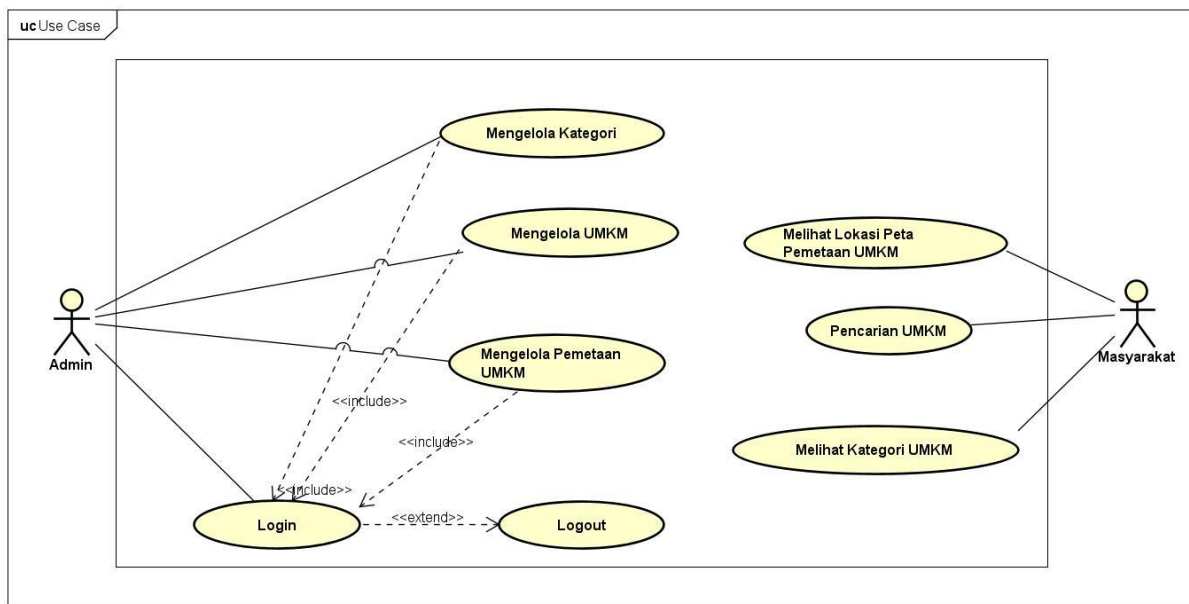 uc Use Case
Mengelola Kategori
Mengelola UMKM
Melihat Lokasi Peta
Pemetaan UMKM
Pencarian UMKM
Admin
Mengelola Pemetaan
UMKM
Masyarakat
<<include>>
<<include>>
Melihat Kategori UMKM
<<include>>
Login
<<extend>>
Logout